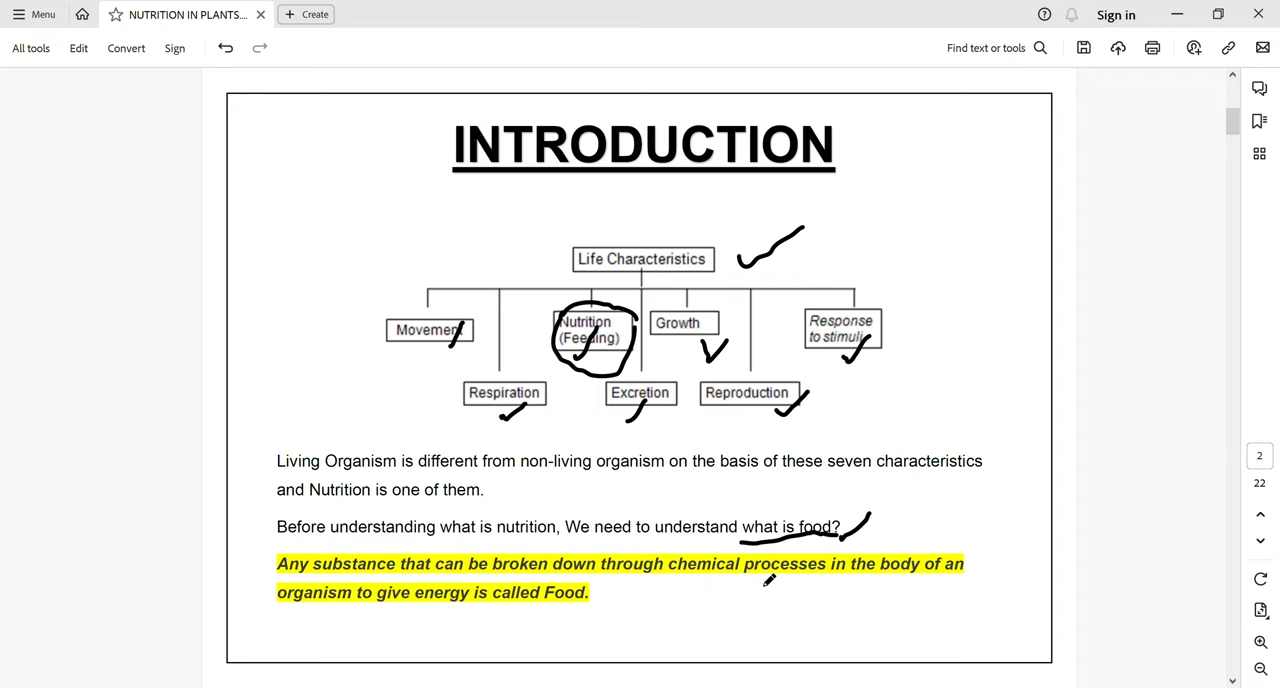 Menu
NUTRITION IN PLANTS...
Create
Sign in
All tools
Edit
Convert
Sign
Find text or tools
INTRODUCTION
Life Characteristics
Movement
Nutrition
(Feeding)
Growth
Response
to stimuli
Respiration
Excretion
Reproduction
Living Organism is different from non-living organism on the basis of these seven characteristics
and Nutrition is one of them.
Before understanding what is nutrition, We need to understand what is food?
Any substance that can be broken down through chemical processes in the body of an
organism to give energy is called Food.
2
22